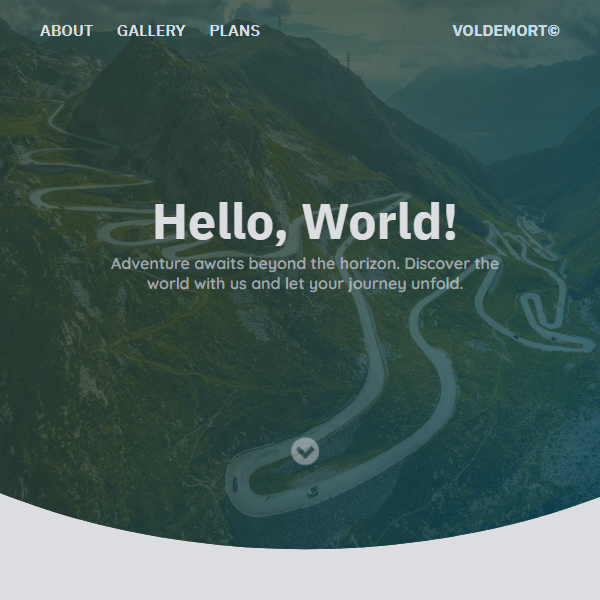 ABOUT GALLERY PLANS VOLDEMORT©
Hello, World!
Adventure awaits beyond the horizon. Discover the
world with us and let your journey unfold.